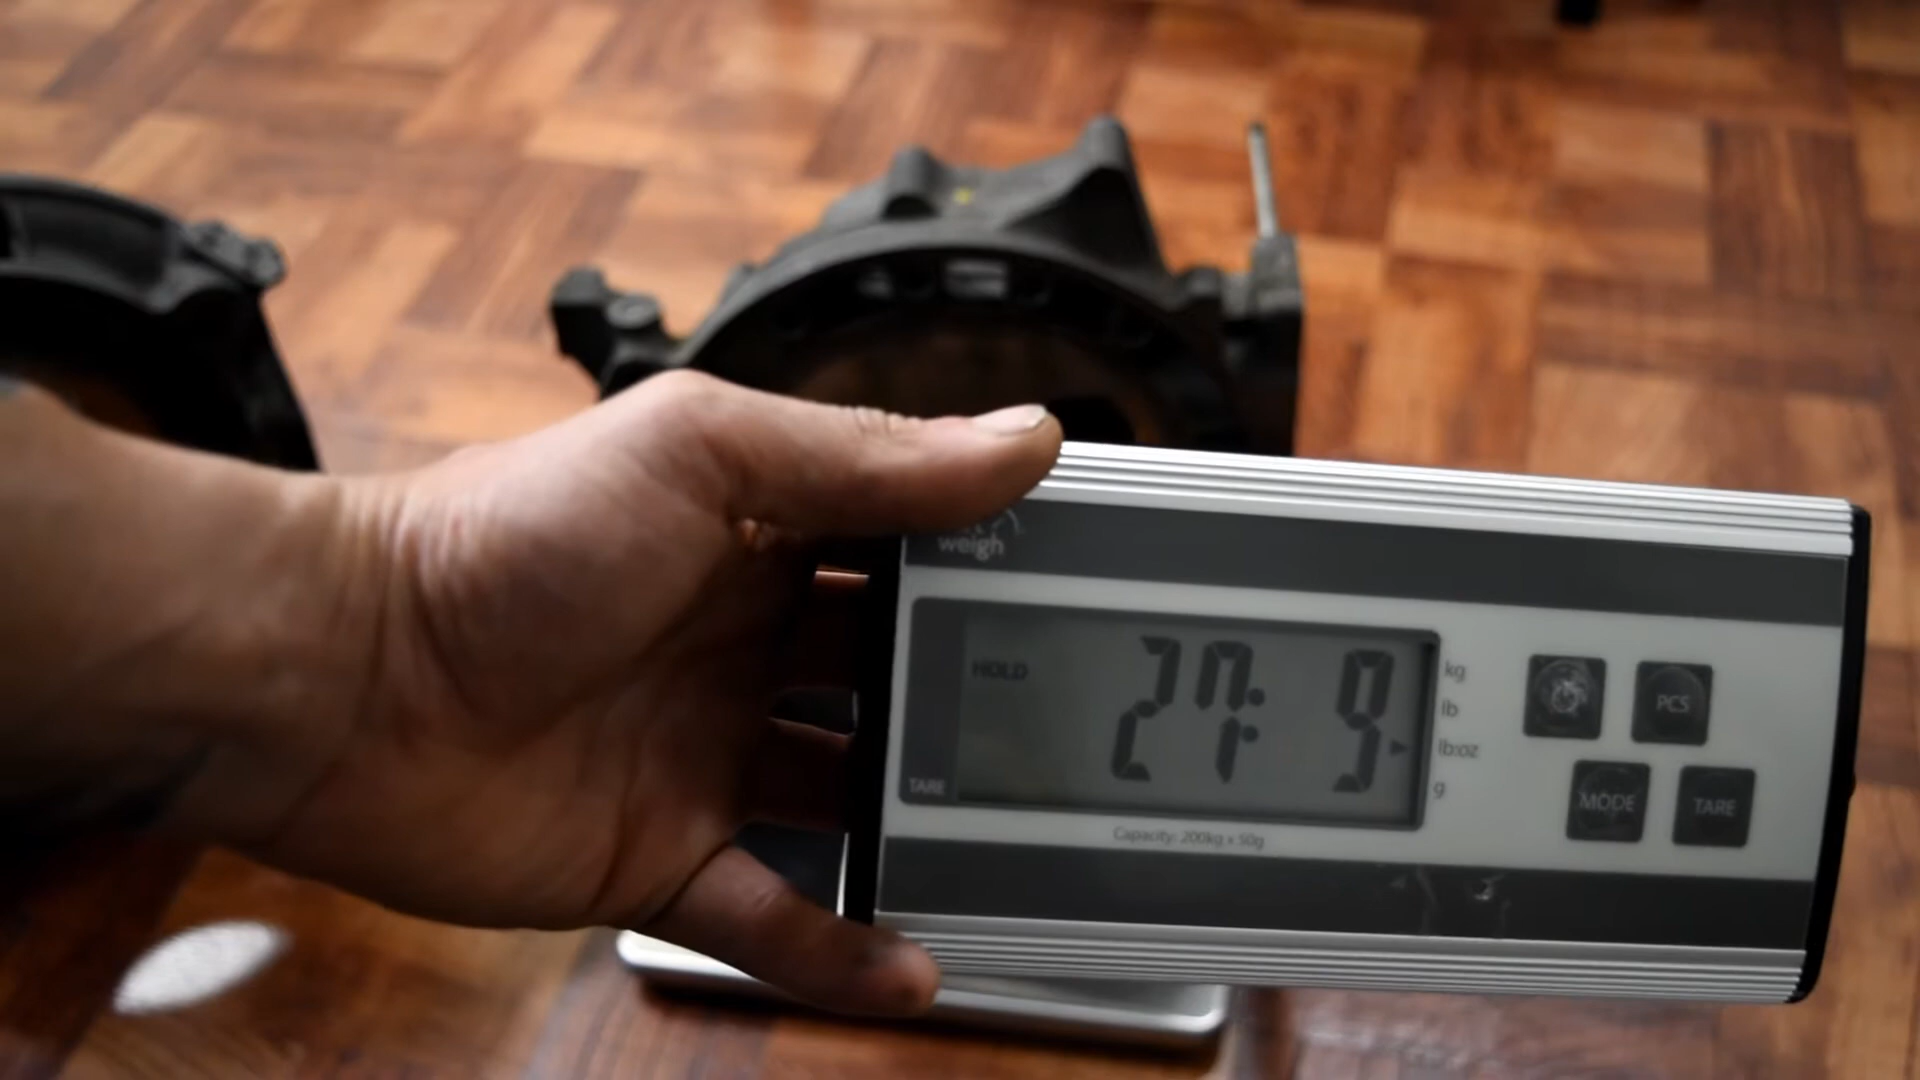 weigh
HOLD
27: 9
kg
lb
lb:oz
g
TARE
PCS
MODE
TARE
Capacity: 200kg x 50g